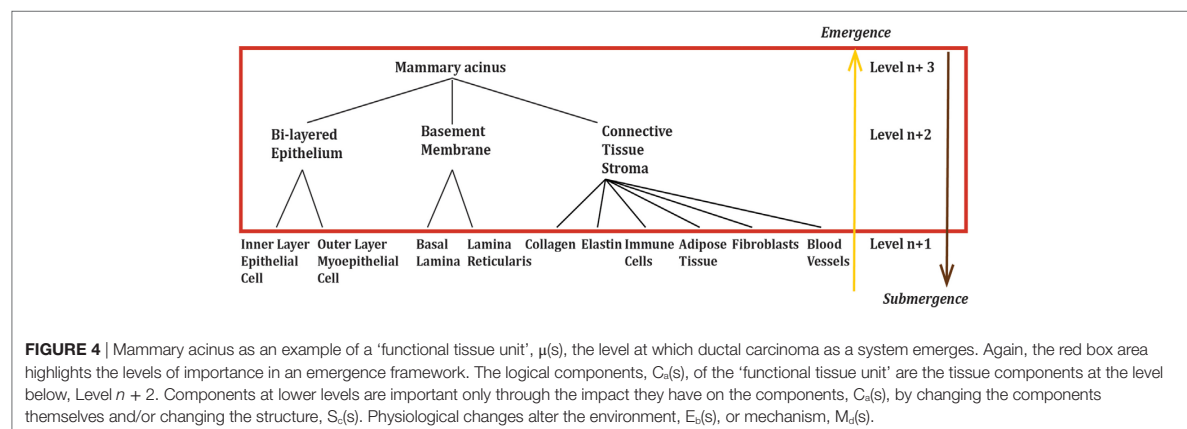 Emergence
Mammary acinus
Level n+ 3
Bi-layered
Epithelium
Basement
Membrane
Connective
Tissue
Stroma
Level n+2
Inner Layer
Epithelial
Cell
Outer Layer
Myoepithelial
Cell
Basal
Lamina
Lamina
Reticularis
Collagen
Elastin
Immune
Cells
Adipose
Tissue
Fibroblasts
Blood
Vessels
Level n+1
Submergence
FIGURE 4 | Mammary acinus as an example of a ‘functional tissue unit’, μ(s), the level at which ductal carcinoma as a system emerges. Again, the red box area
highlights the levels of importance in an emergence framework. The logical components, Cₐ(s), of the ‘functional tissue unit’ are the tissue components at the level
below, Level n + 2. Components at lower levels are important only through the impact they have on the components, Cₐ(s), by changing the components
themselves and/or changing the structure, S꜀(s). Physiological changes alter the environment, E_b(s), or mechanism, M_d(s).